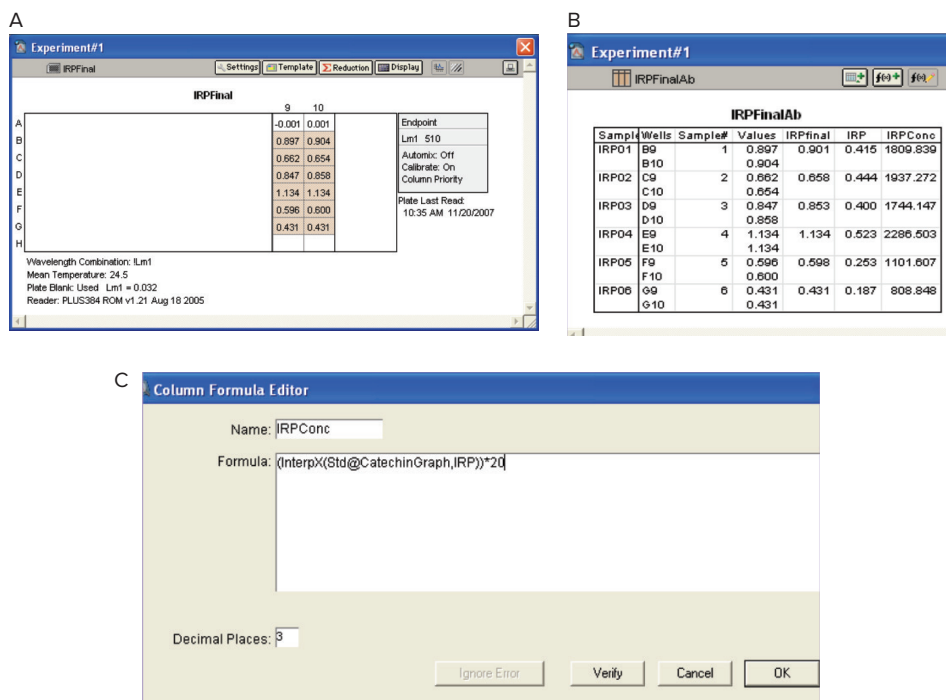 A
Experiment#1
IRPFinal
Settings Template Reduction Display
IRPFinal
9 10
A -0.001 0.001
B 0.897 0.904
C 0.662 0.654
D 0.847 0.858
E 1.134 1.134
F 0.596 0.600
G 0.431 0.431
H
Endpoint
Lm1 510
Automix: Off
Calibrate: On
Column Priority
Plate Last Read:
10:35 AM 11/20/2007
Wavelength Combination: !Lm1
Mean Temperature: 24.5
Plate Blank: Used Lm1 = 0.032
Reader: PLUS384 ROM v1.21 Aug 18 2005
B
Experiment#1
IRPFinalAb
IRPFinalAb
Sampl Wells Sample# Values IRPfinal IRP IRPConc
IRP01 B9 1 0.897 0.901 0.415 1809.839
B10 0.904
IRP02 C9 2 0.662 0.658 0.444 1937.272
C10 0.654
IRP03 D9 3 0.847 0.853 0.400 1744.147
D10 0.858
IRP04 E9 4 1.134 1.134 0.523 2286.503
E10 1.134
IRP05 F9 5 0.596 0.598 0.253 1101.607
F10 0.600
IRP06 G9 6 0.431 0.431 0.187 808.848
G10 0.431
C
Column Formula Editor
Name: IRPConc
Formula: (InterpX(Std@CatechinGraph,IRP))*20
Decimal Places: 3
Ignore Error Verify Cancel OK